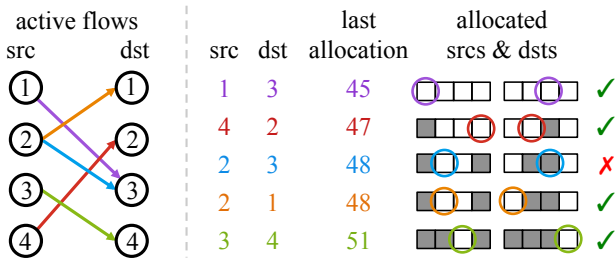 active flows
src dst
1 1
2 2
3 3
4 4
last
src dst allocation
allocated
srcs & dsts
1 3 45 ✓
4 2 47 ✓
2 3 48 ✗
2 1 48 ✓
3 4 51 ✓